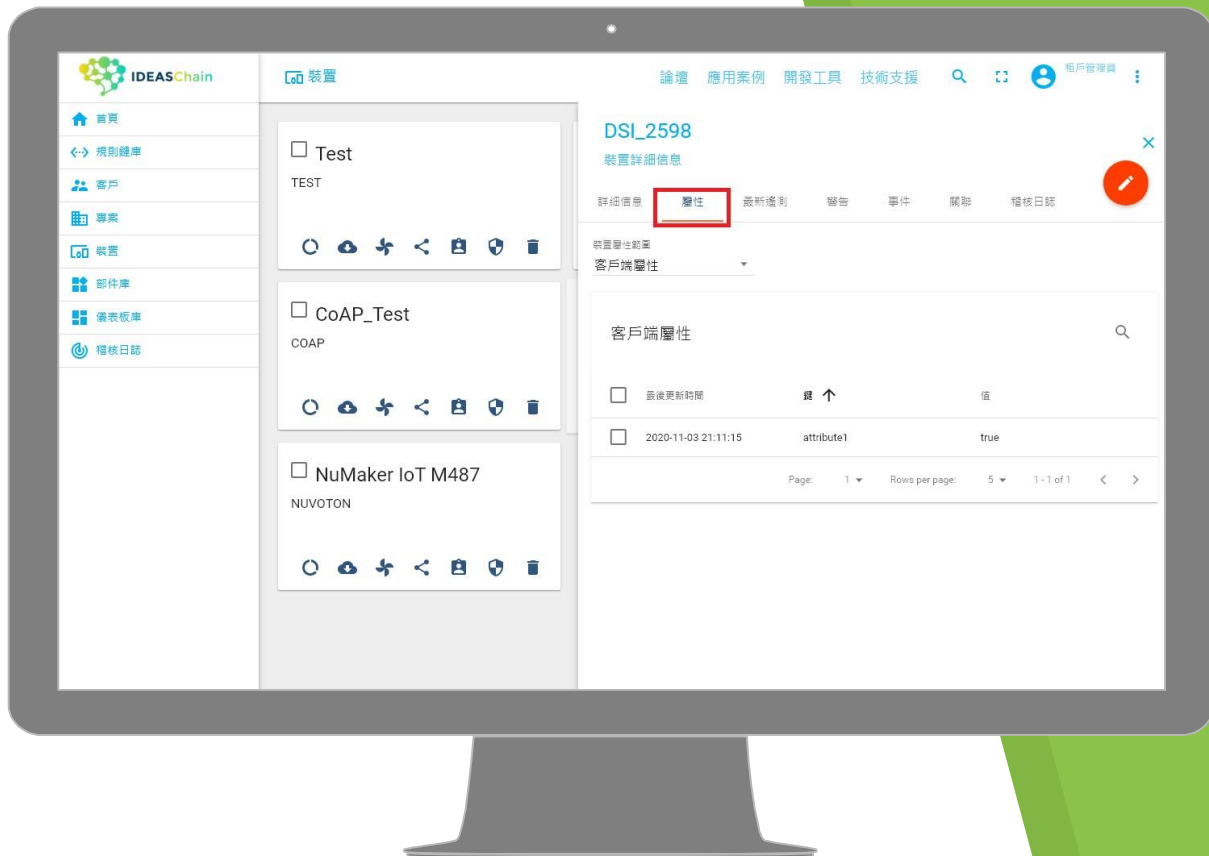 IDEASChain
裝置
論壇 應用案例 開發工具 技術支援
租戶管理員
首頁
規則鏈庫
客戶
專案
裝置
部件庫
儀表板庫
稽核日誌
Test
TEST
CoAP_Test
COAP
NuMaker IoT M487
NUVOTON
DSI_2598
裝置詳細信息
詳細信息 屬性 最新遙測 警告 事件 關聯 稽核日誌
裝置屬性範圍
客戶端屬性
客戶端屬性
最後更新時間 鍵 值
2020-11-03 21:11:15 attribute1 true
Page: 1 Rows per page: 5 1 - 1 of 1